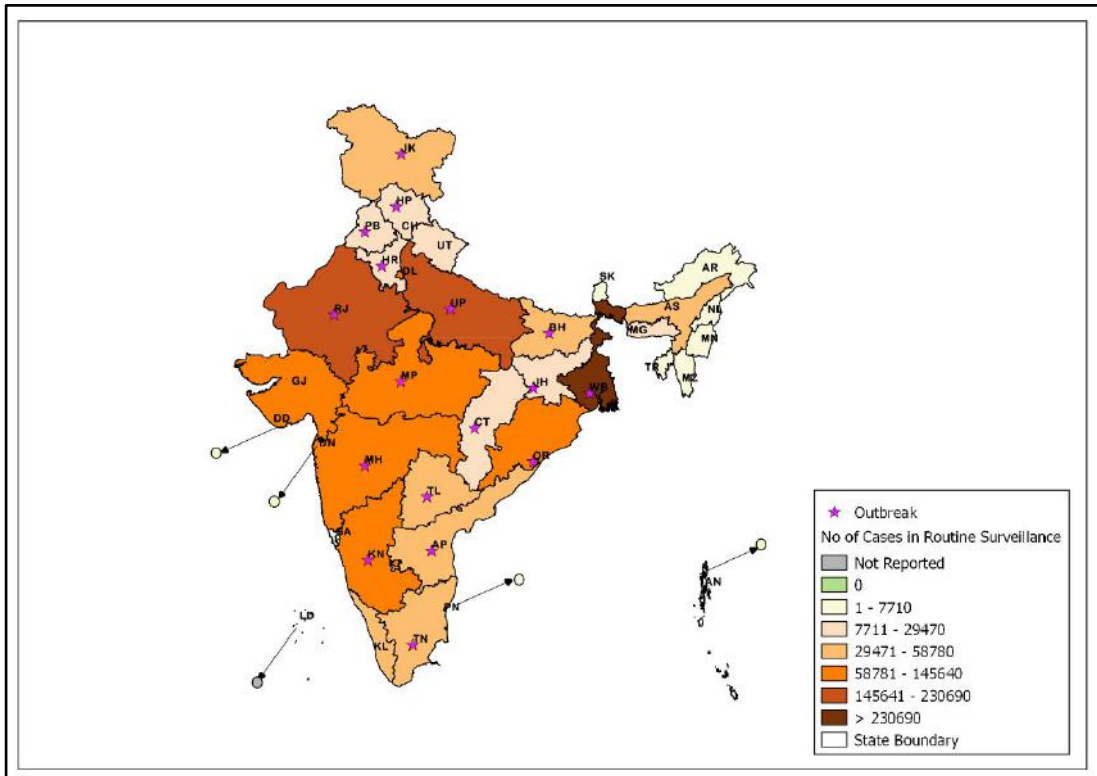 JK
HP
PB
CH
UT
HR
DL
SK
AR
RJ
UP
BH
AS
NL
MG
MN
TR
MZ
GJ
MP
JH
WB
DD
CT
DN
MH
OR
TL
GA
AP
KN
AN
PN
LD
KL
TN
Outbreak
No of Cases in Routine Surveillance
Not Reported
0
1 - 7710
7711 - 29470
29471 - 58780
58781 - 145640
145641 - 230690
> 230690
State Boundary